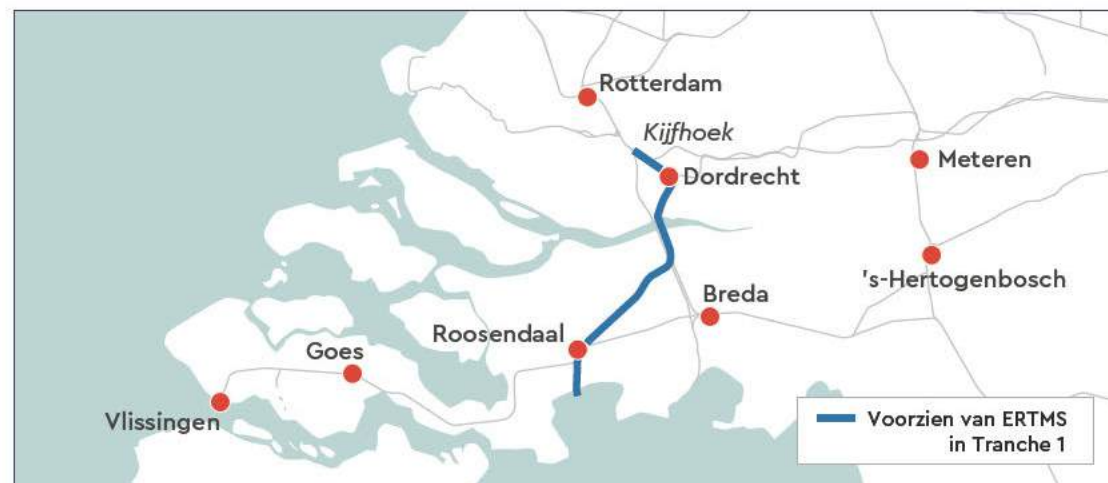 Rotterdam
Kijfhoek
Meteren
Dordrecht
's-Hertogenbosch
Breda
Roosendaal
Goes
Vlissingen
Voorzien van ERTMS
in Tranche 1